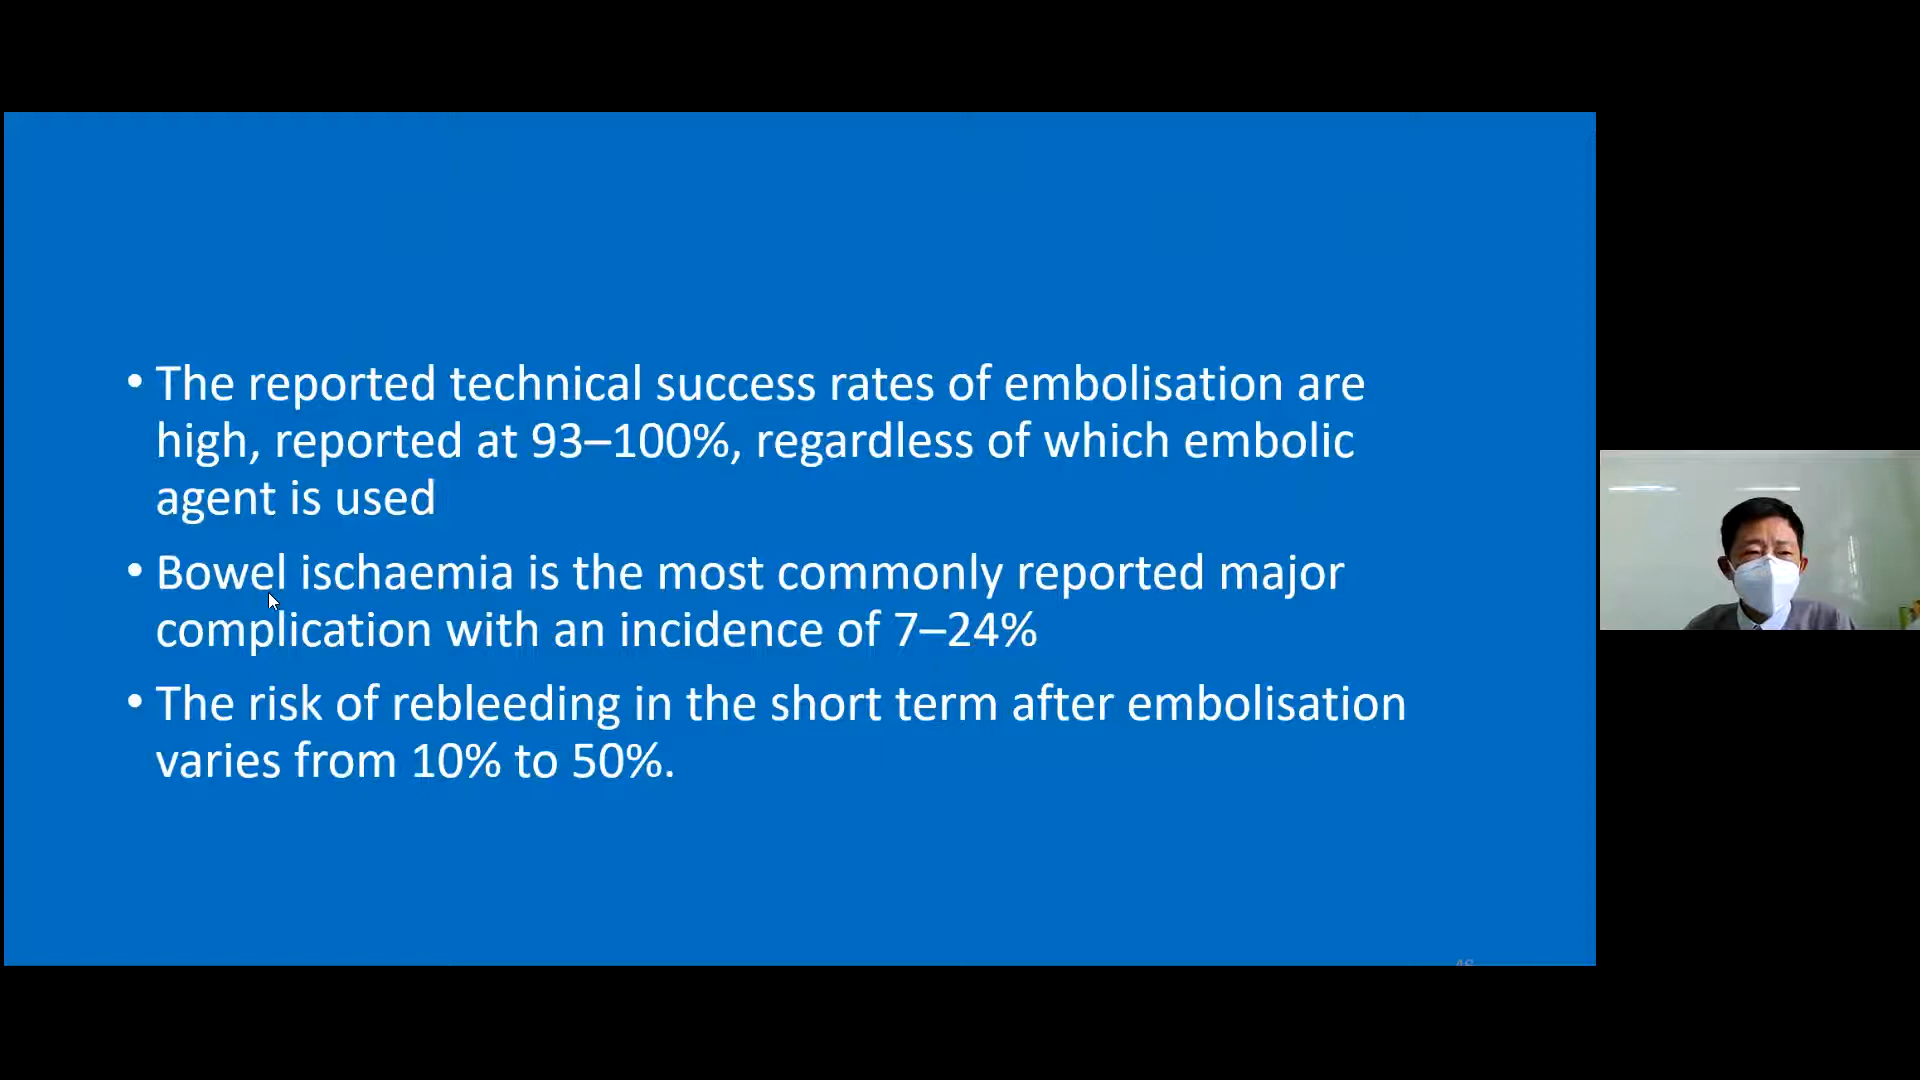 • The reported technical success rates of embolisation are
high, reported at 93–100%, regardless of which embolic
agent is used
• Bowel ischaemia is the most commonly reported major
complication with an incidence of 7–24%
• The risk of rebleeding in the short term after embolisation
varies from 10% to 50%.